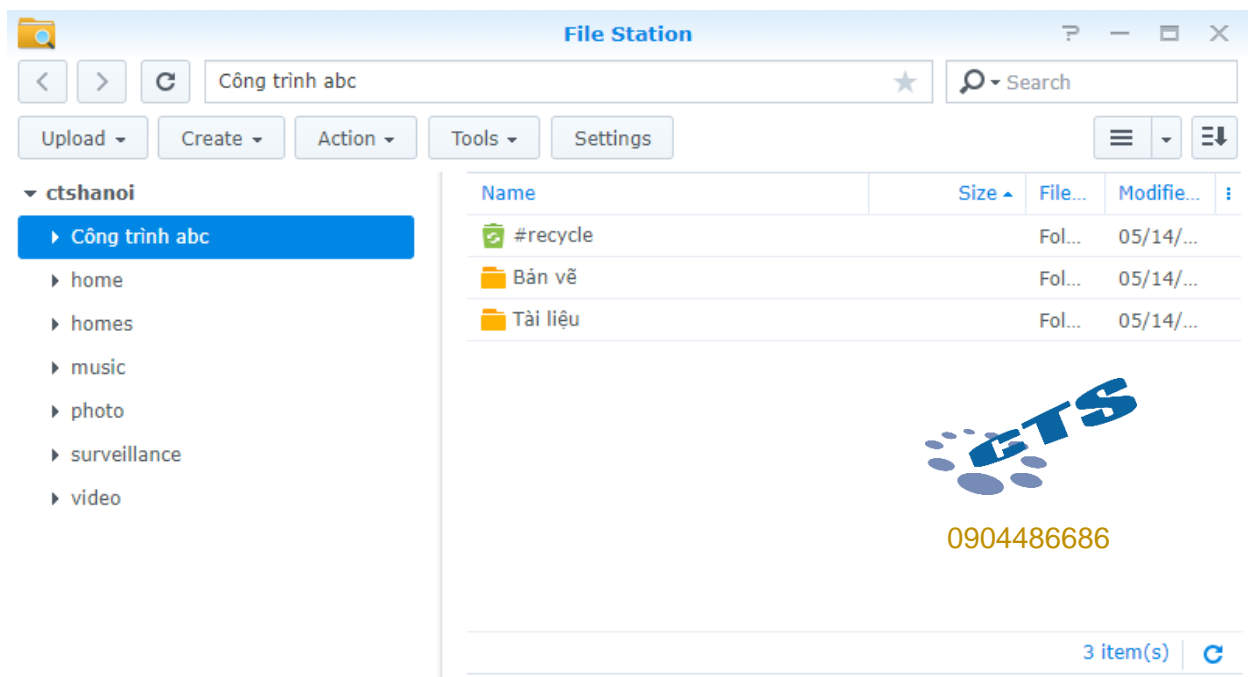 File Station
Công trình abc
Search
Upload Create Action Tools Settings
ctshanoi
Công trình abc
home
homes
music
photo
surveillance
video
Name Size File... Modifie...
#recycle Fol... 05/14/...
Bản vẽ Fol... 05/14/...
Tài liệu Fol... 05/14/...
CTS
0904486686
3 item(s)